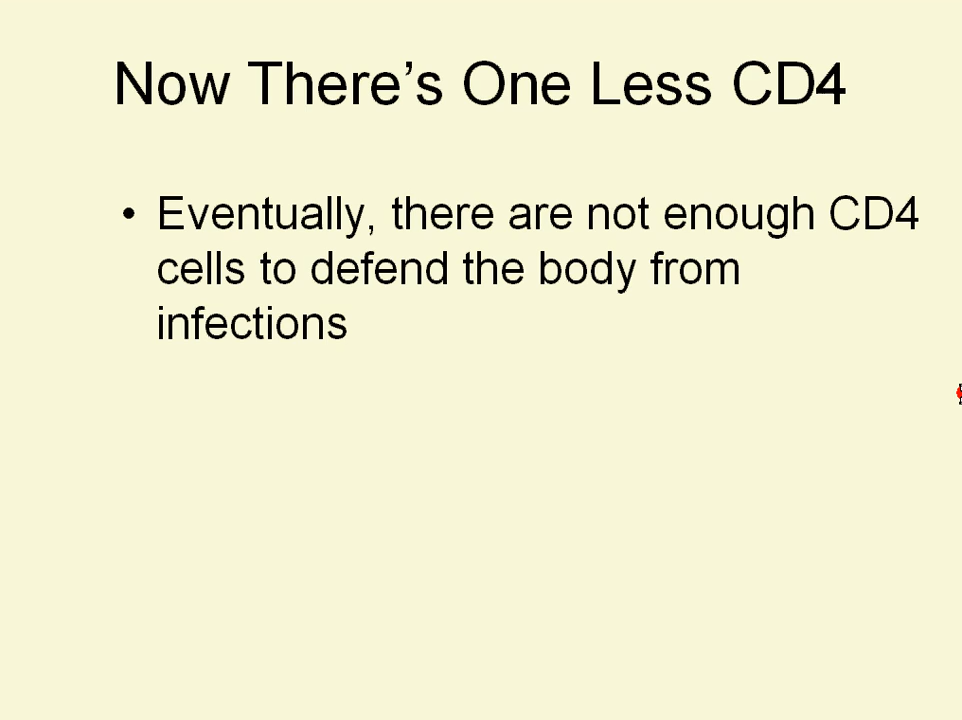 Now There’s One Less CD4
• Eventually, there are not enough CD4
cells to defend the body from
infections